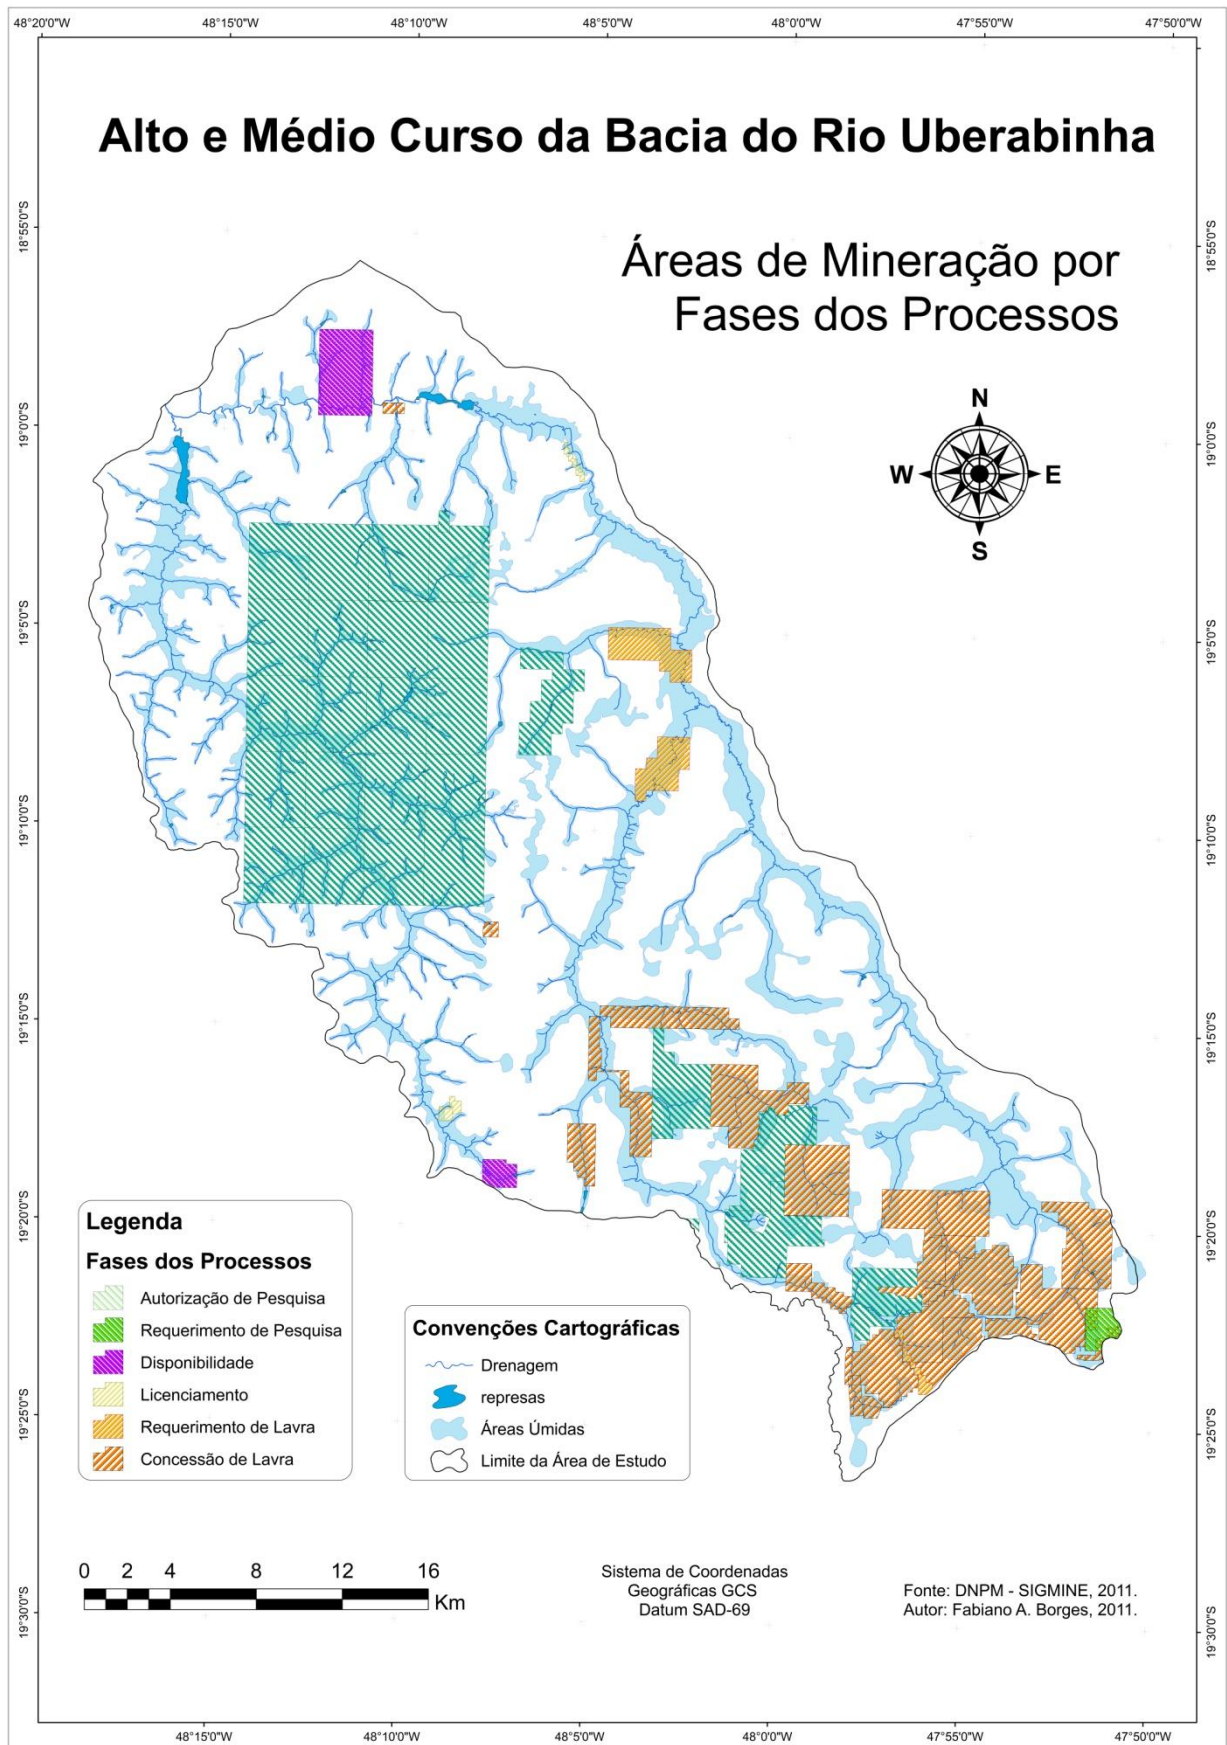 48°20'0"W 48°15'0"W 48°10'0"W 48°5'0"W 48°0'0"W 47°55'0"W 47°50'0"W
Alto e Médio Curso da Bacia do Rio Uberabinha
Áreas de Mineração por
Fases dos Processos
N
W
E
S
18°55'0"S
19°0'0"S
19°5'0"S
19°10'0"S
19°15'0"S
19°20'0"S
19°25'0"S
19°30'0"S
18°55'0"S
19°0'0"S
19°5'0"S
19°10'0"S
19°15'0"S
19°20'0"S
19°25'0"S
19°30'0"S
Legenda
Fases dos Processos
Autorização de Pesquisa
Requerimento de Pesquisa
Disponibilidade
Licenciamento
Requerimento de Lavra
Concessão de Lavra
Convenções Cartográficas
Drenagem
represas
Áreas Úmidas
Limite da Área de Estudo
0 2 4 8 12 16
Km
Sistema de Coordenadas
Geográficas GCS
Datum SAD-69
Fonte: DNPM - SIGMINE, 2011.
Autor: Fabiano A. Borges, 2011.
48°15'0"W 48°10'0"W 48°5'0"W 48°0'0"W 47°55'0"W 47°50'0"W